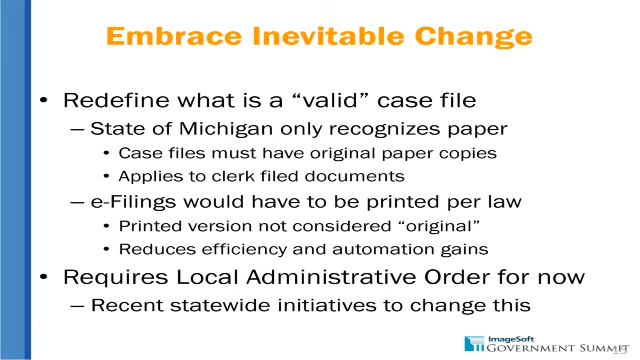 Embrace Inevitable Change
• Redefine what is a “valid” case file
– State of Michigan only recognizes paper
• Case files must have original paper copies
• Applies to clerk filed documents
– e-Filings would have to be printed per law
• Printed version not considered “original”
• Reduces efficiency and automation gains
• Requires Local Administrative Order for now
– Recent statewide initiatives to change this
ImageSoft
GOVERNMENT SUMMIT